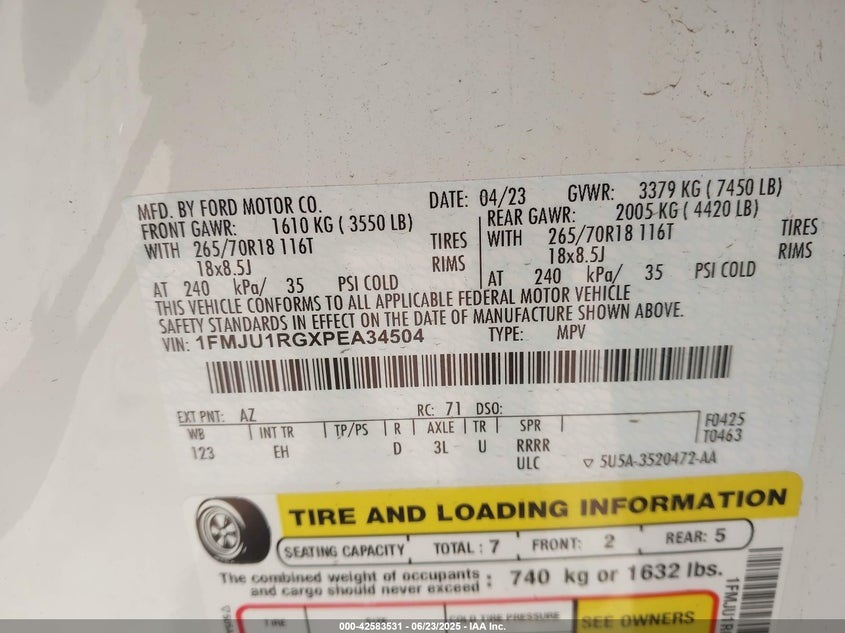 MFD. BY FORD MOTOR CO. DATE: 04/23 GVWR: 3379 KG ( 7450 LB)
FRONT GAWR: 1610 KG ( 3550 LB) REAR GAWR: 2005 KG ( 4420 LB)
WITH 265/70R18 116T TIRES WITH 265/70R18 116T TIRES
18x8.5J RIMS 18x8.5J RIMS
AT 240 kPa/ 35 PSI COLD AT 240 kPa/ 35 PSI COLD
THIS VEHICLE CONFORMS TO ALL APPLICABLE FEDERAL MOTOR VEHICLE
SAFETY STANDARDS IN EFFECT ON THE DATE OF MANUFACTURE SHOWN ABOVE.
VIN: 1FMJU1RGXPEA34504 TYPE: MPV
EXT PNT: AZ RC: 71 DSO: F0425
WB INT TR TP/PS R AXLE TR SPR - T0463
123 EH D 3L U RRRR
ULC ▽ 5U5A-3520472-AA
TIRE AND LOADING INFORMATION
SEATING CAPACITY TOTAL : 7 FRONT: 2 REAR: 5
The combined weight of occupants
and cargo should never exceed : 740 kg or 1632 lbs.
TIRE SIZE COLD TIRE PRESSURE SEE OWNERS
1FMJU1R
000-42583531 - 06/23/2025 - IAA Inc.